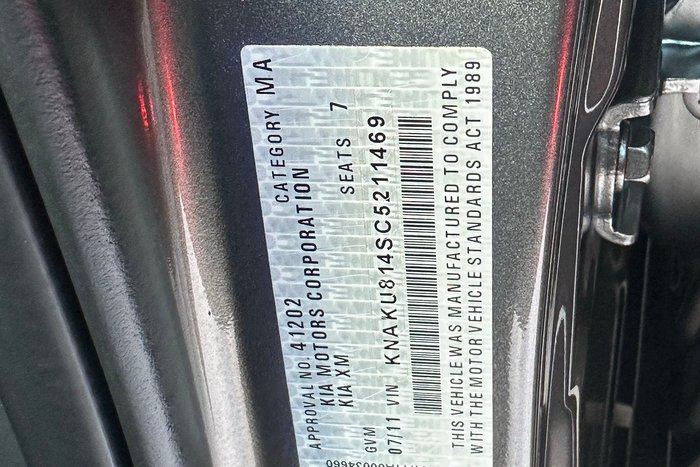 APPROVAL NO. 41202 CATEGORY MA
KIA MOTORS CORPORATION
KIA XM SEATS 7
GVM
07/11 VIN KNAKU814SC5211469
THIS VEHICLE WAS MANUFACTURED TO COMPLY
WITH THE MOTOR VEHICLE STANDARDS ACT 1989